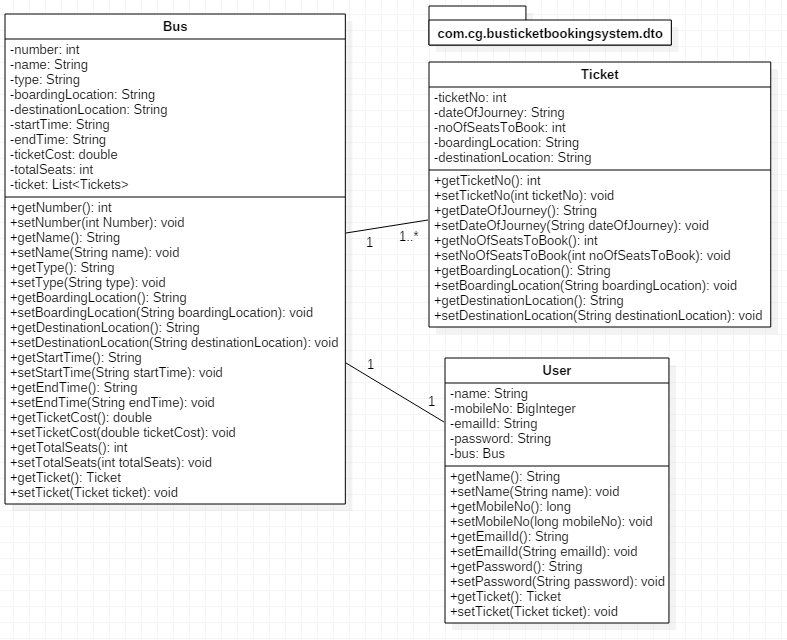 Bus
-number: int
-name: String
-type: String
-boardingLocation: String
-destinationLocation: String
-startTime: String
-endTime: String
-ticketCost: double
-totalSeats: int
-ticket: List<Tickets>
+getNumber(): int
+setNumber(int Number): void
+getName(): String
+setName(String name): void
+getType(): String
+setType(String type): void
+getBoardingLocation(): String
+setBoardingLocation(String boardingLocation): void
+getDestinationLocation(): String
+setDestinationLocation(String destinationLocation): void
+getStartTime(): String
+setStartTime(String startTime): void
+getEndTime(): String
+setEndTime(String endTime): void
+getTicketCost(): double
+setTicketCost(double ticketCost): void
+getTotalSeats(): int
+setTotalSeats(int totalSeats): void
+getTicket(): Ticket
+setTicket(Ticket ticket): void
com.cg.busticketbookingsystem.dto
Ticket
-ticketNo: int
-dateOfJourney: String
-noOfSeatsToBook: int
-boardingLocation: String
-destinationLocation: String
+getTicketNo(): int
+setTicketNo(int ticketNo): void
+getDateOfJourney(): String
+setDateOfJourney(String dateOfJourney): void
+getNoOfSeatsToBook(): int
+setNoOfSeatsToBook(int noOfSeatsToBook): void
+getBoardingLocation(): String
+setBoardingLocation(String boardingLocation): void
+getDestinationLocation(): String
+setDestinationLocation(String destinationLocation): void
1
1..*
1
1
User
-name: String
-mobileNo: BigInteger
-emailId: String
-password: String
-bus: Bus
+getName(): String
+setName(String name): void
+getMobileNo(): long
+setMobileNo(long mobileNo): void
+getEmailId(): String
+setEmailId(String emailId): void
+getPassword(): String
+setPassword(String password): void
+getTicket(): Ticket
+setTicket(Ticket ticket): void